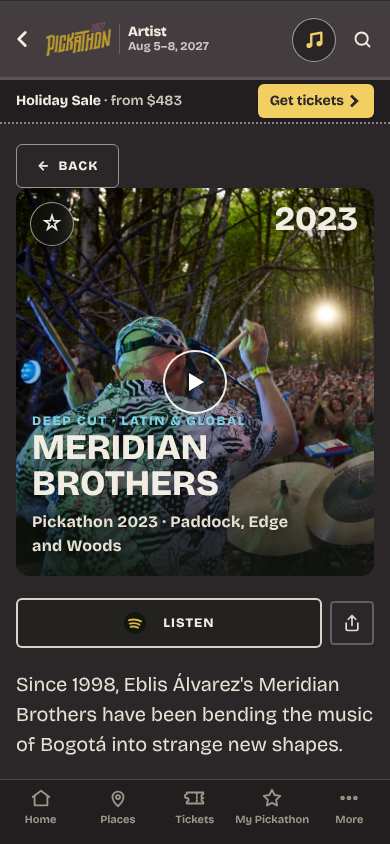 PICKATHON
Artist
Aug 5–8, 2027
Holiday Sale · from $483
Get tickets
BACK
2023
DEEP CUT · LATIN & GLOBAL
MERIDIAN
BROTHERS
Pickathon 2023 · Paddock, Edge
and Woods
LISTEN
Since 1998, Eblis Álvarez's Meridian
Brothers have been bending the music
of Bogotá into strange new shapes.
Home
Places
Tickets
My Pickathon
More